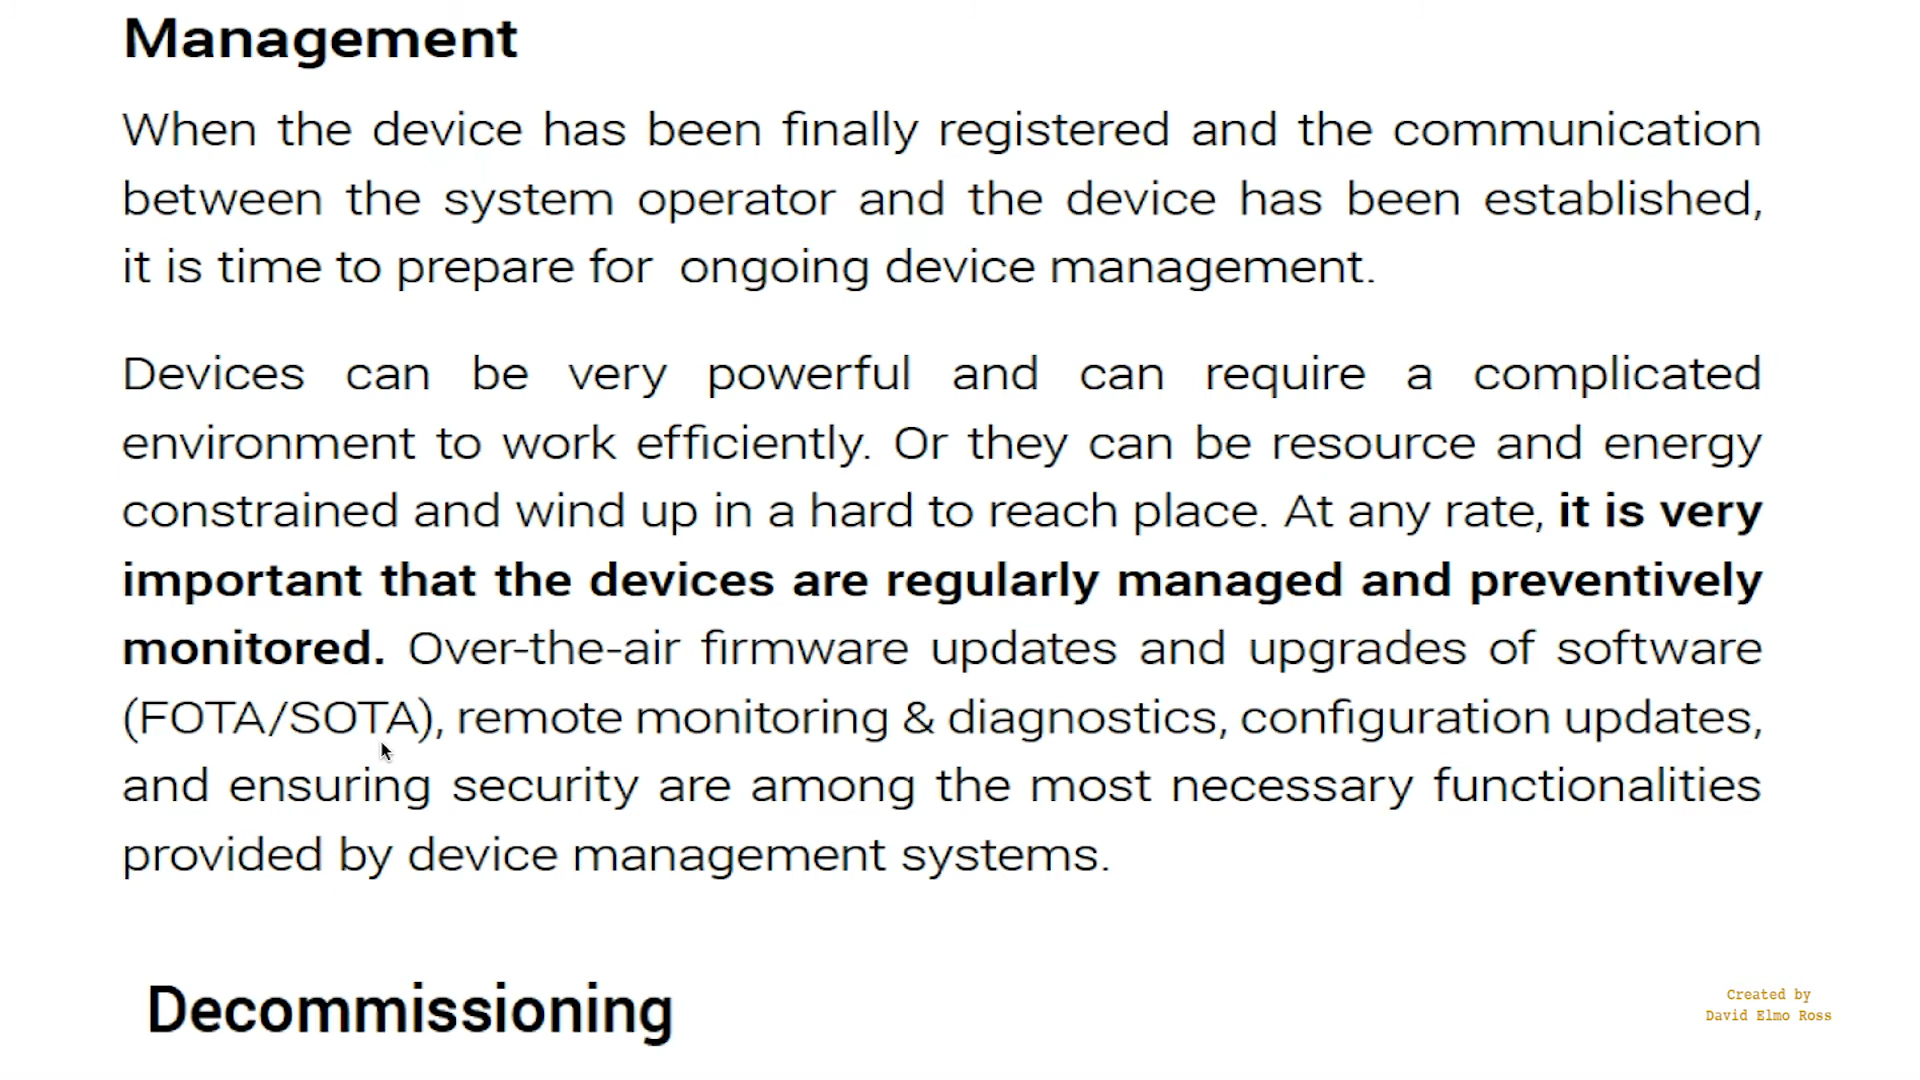 Management
When the device has been finally registered and the communication
between the system operator and the device has been established,
it is time to prepare for ongoing device management.
Devices can be very powerful and can require a complicated
environment to work efficiently. Or they can be resource and energy
constrained and wind up in a hard to reach place. At any rate, it is very
important that the devices are regularly managed and preventively
monitored. Over-the-air firmware updates and upgrades of software
(FOTA/SOTA), remote monitoring & diagnostics, configuration updates,
and ensuring security are among the most necessary functionalities
provided by device management systems.
Decommissioning
Created by
David Elmo Ross